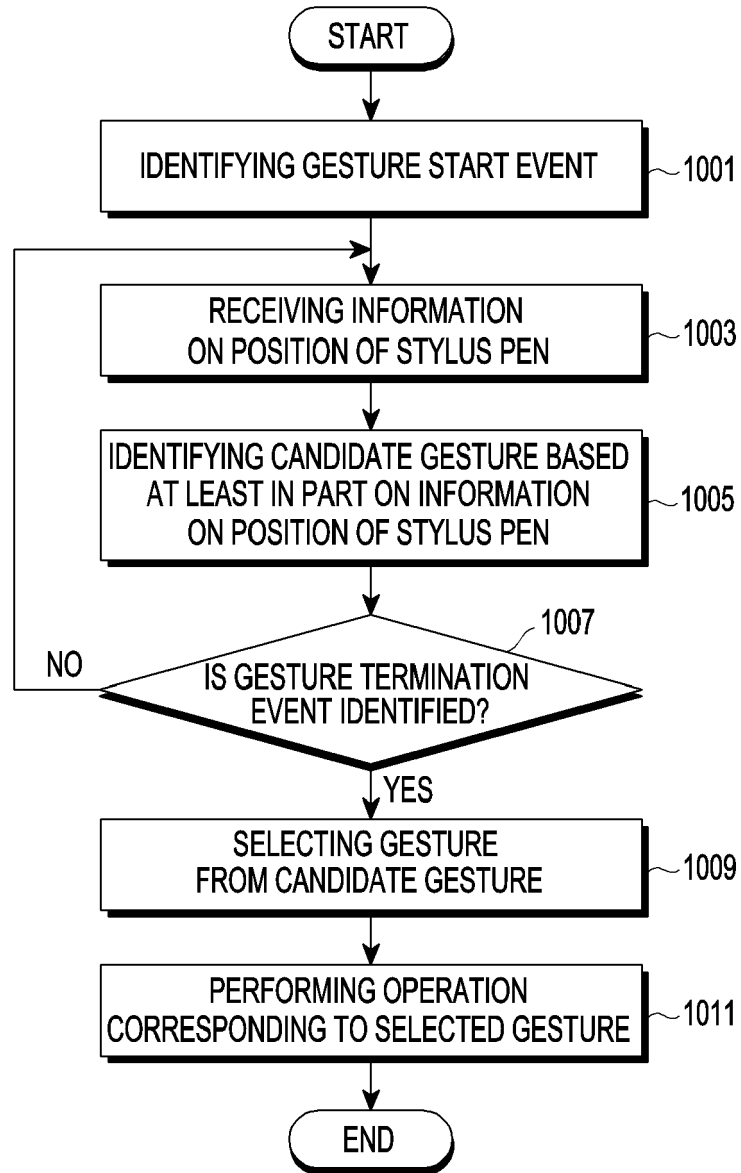 START
IDENTIFYING GESTURE START EVENT
1001
RECEIVING INFORMATION
ON POSITION OF STYLUS PEN
1003
IDENTIFYING CANDIDATE GESTURE BASED
AT LEAST IN PART ON INFORMATION
ON POSITION OF STYLUS PEN
1005
1007
NO
IS GESTURE TERMINATION
EVENT IDENTIFIED?
YES
SELECTING GESTURE
FROM CANDIDATE GESTURE
1009
PERFORMING OPERATION
CORRESPONDING TO SELECTED GESTURE
1011
END